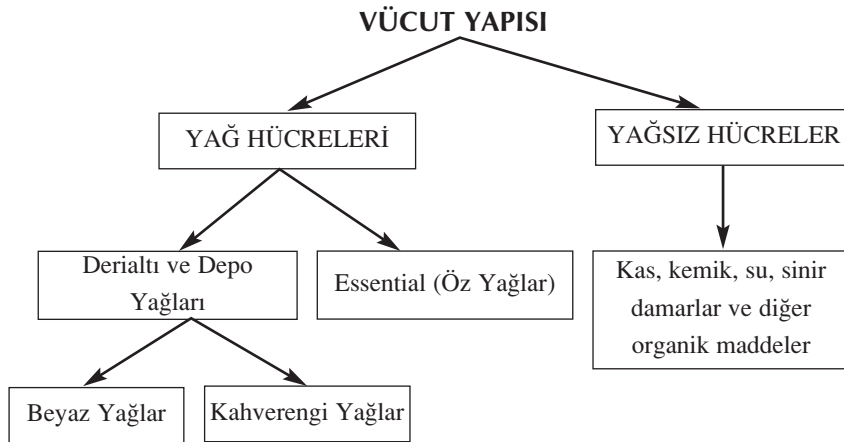 VÜCUT YAPISI
YAĞ HÜCRELERİ
YAĞSIZ HÜCRELER
Derialtı ve Depo
Yağları
Essential (Öz Yağlar)
Kas, kemik, su, sinir
damarlar ve diğer
organik maddeler
Beyaz Yağlar
Kahverengi Yağlar